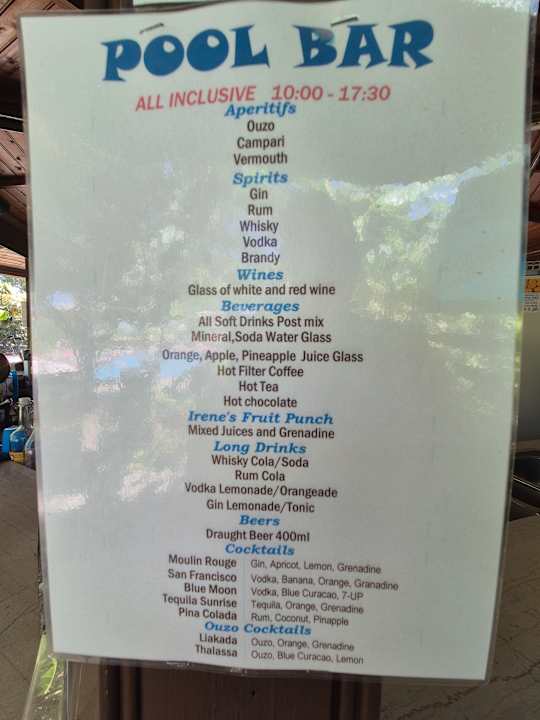 POOL BAR
ALL INCLUSIVE 10:00 - 17:30
Aperitifs
Ouzo
Campari
Vermouth
Spirits
Gin
Rum
Whisky
Vodka
Brandy
Wines
Glass of white and red wine
Beverages
All Soft Drinks Post mix
Mineral,Soda Water Glass
Orange, Apple, Pineapple Juice Glass
Hot Filter Coffee
Hot Tea
Hot chocolate
Irene's Fruit Punch
Mixed Juices and Grenadine
Long Drinks
Whisky Cola/Soda
Rum Cola
Vodka Lemonade/Orangeade
Gin Lemonade/Tonic
Beers
Draught Beer 400ml
Cocktails
Moulin Rouge Gin, Apricot, Lemon, Grenadine
San Francisco Vodka, Banana, Orange, Granadine
Blue Moon Vodka, Blue Curacao, 7-UP
Tequila Sunrise Tequila, Orange, Grenadine
Pina Colada Rum, Coconut, Pinapple
Ouzo Cocktails
Liakada Ouzo, Orange, Grenadine
Thalassa Ouzo, Blue Curacao, Lemon